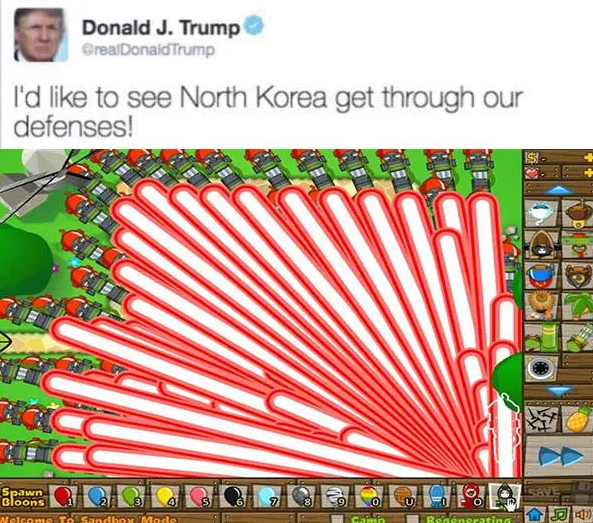 Donald J. Trump
@realDonaldTrump
I'd like to see North Korea get through our
defenses!
$
Spawn
Bloons
1 2 3 4 5 6 7 8 9 0 U I O P
SAVE
Welcome To Sandbox Mode
Camo
Regenerating